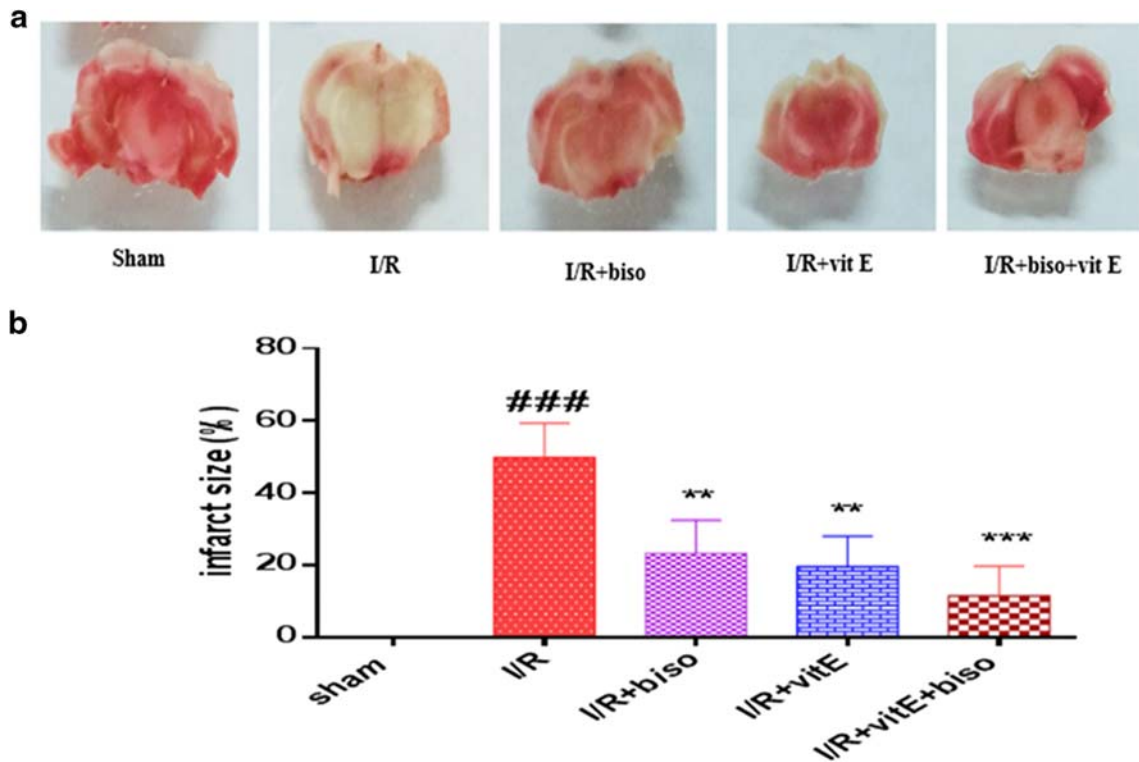 a
Sham
I/R
I/R+biso
I/R+vit E
I/R+biso+vit E
b
infarct size (%)
80
60
40
20
0
###
**
**
***
sham
I/R
I/R+biso
I/R+vitE
I/R+vitE+biso